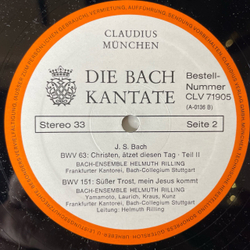 CLAUDIUS
MÜNCHEN
DIE BACH
KANTATE
Bestell-
Nummer
CLV 71905
(A-0136 B)
Stereo 33
Seite 2
J. S. Bach
BWV 63: Christen, ätzet diesen Tag · Teil II
BACH-ENSEMBLE HELMUTH RILLING
Frankfurter Kantorei, Bach-Collegium Stuttgart
BWV 151: Süßer Trost, mein Jesus kommt
BACH-ENSEMBLE HELMUTH RILLING
Yamamoto, Laurich, Kraus, Kunz
Frankfurter Kantorei, Bach-Collegium Stuttgart
Leitung: Helmuth Rilling